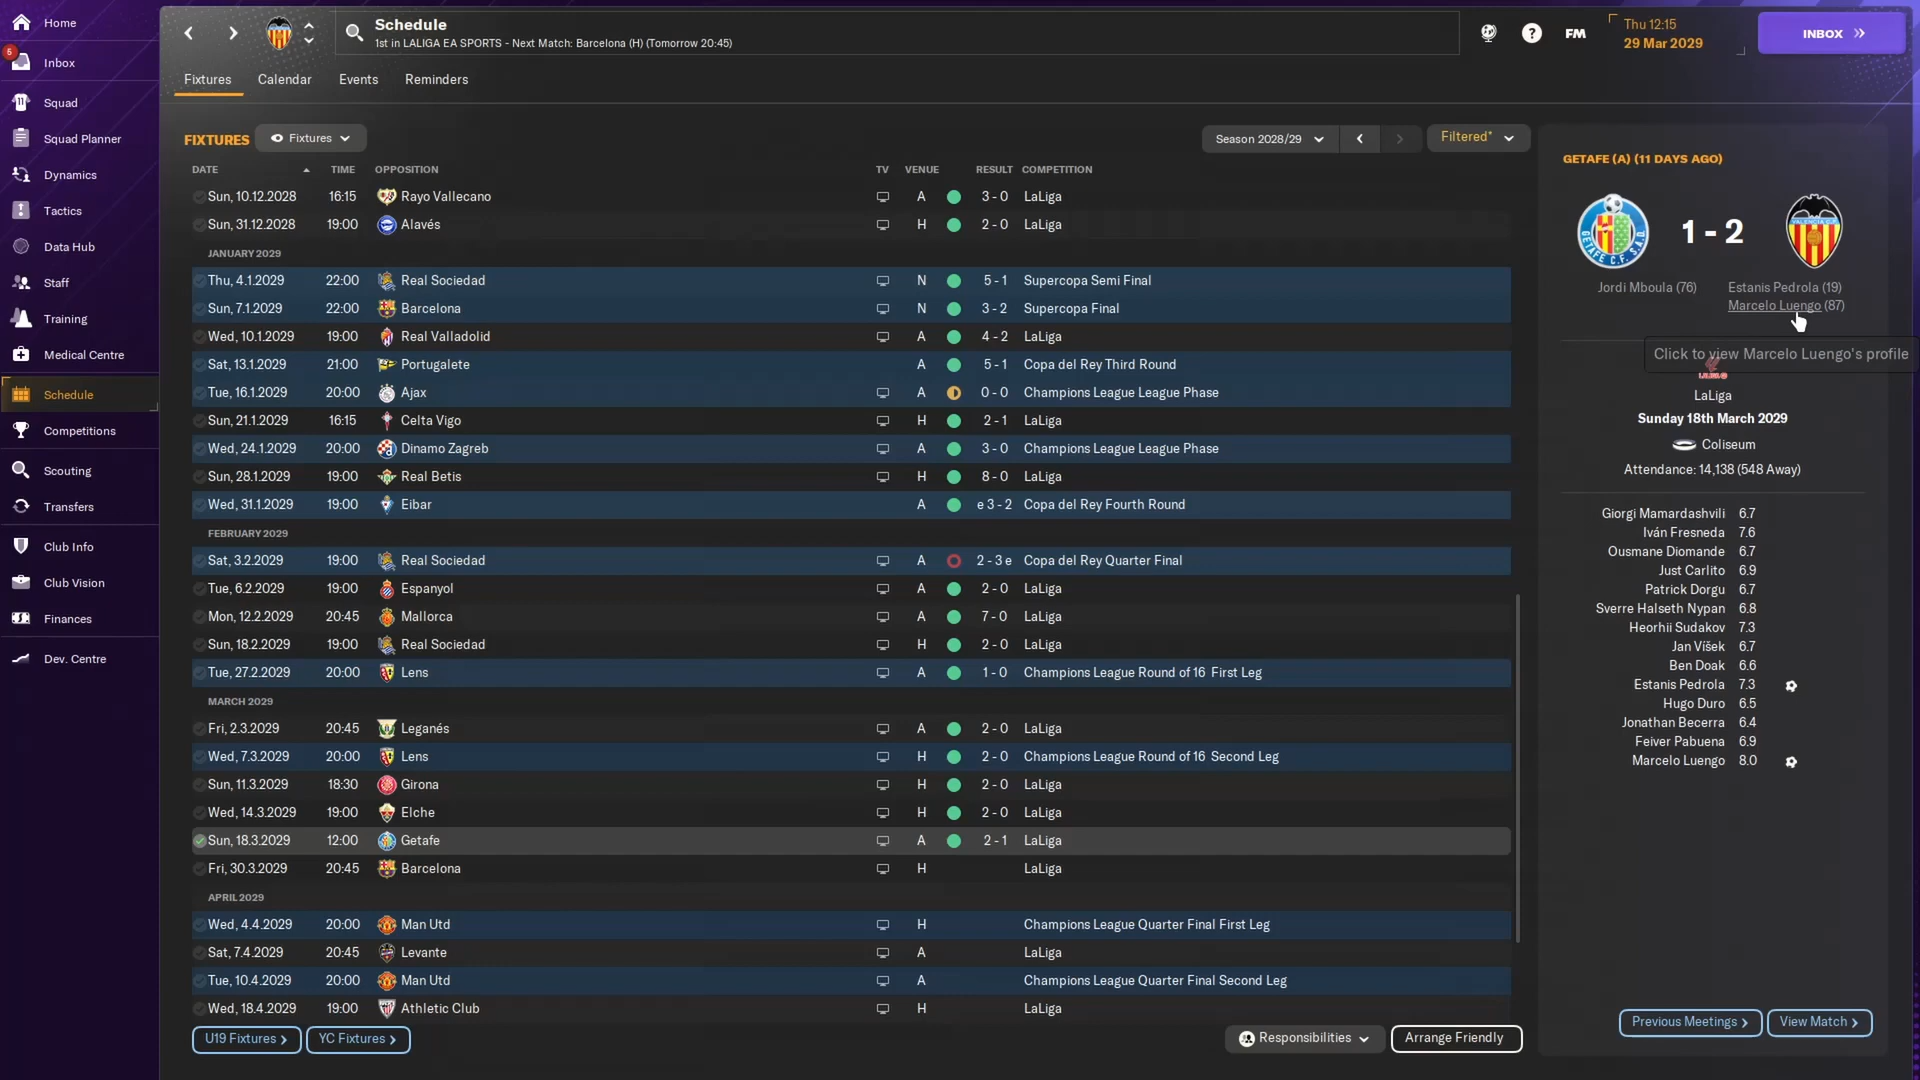 Home
5
Inbox
Squad
Squad Planner
Dynamics
Tactics
Data Hub
Staff
Training
Medical Centre
Schedule
Competitions
Scouting
Transfers
Club Info
Club Vision
Finances
Dev. Centre
Schedule
1st in LALIGA EA SPORTS - Next Match: Barcelona (H) (Tomorrow 20:45)
?
FM
Thu 12:15
29 Mar 2029
INBOX
Fixtures Calendar Events Reminders
FIXTURES Fixtures Season 2028/29 Filtered*
DATE TIME OPPOSITION TV VENUE RESULT COMPETITION
Sun, 10.12.2028 16:15 Rayo Vallecano A 3 - 0 LaLiga
Sun, 31.12.2028 19:00 Alavés H 2 - 0 LaLiga
JANUARY 2029
Thu, 4.1.2029 22:00 Real Sociedad N 5 - 1 Supercopa Semi Final
Sun, 7.1.2029 22:00 Barcelona N 3 - 2 Supercopa Final
Wed, 10.1.2029 19:00 Real Valladolid A 4 - 2 LaLiga
Sat, 13.1.2029 21:00 Portugalete A 5 - 1 Copa del Rey Third Round
Tue, 16.1.2029 20:00 Ajax A 0 - 0 Champions League League Phase
Sun, 21.1.2029 16:15 Celta Vigo H 2 - 1 LaLiga
Wed, 24.1.2029 20:00 Dinamo Zagreb A 3 - 0 Champions League League Phase
Sun, 28.1.2029 19:00 Real Betis H 8 - 0 LaLiga
Wed, 31.1.2029 19:00 Eibar A e 3 - 2 Copa del Rey Fourth Round
FEBRUARY 2029
Sat, 3.2.2029 19:00 Real Sociedad A 2 - 3 e Copa del Rey Quarter Final
Tue, 6.2.2029 19:00 Espanyol A 2 - 0 LaLiga
Mon, 12.2.2029 20:45 Mallorca A 7 - 0 LaLiga
Sun, 18.2.2029 19:00 Real Sociedad H 2 - 0 LaLiga
Tue, 27.2.2029 20:00 Lens A 1 - 0 Champions League Round of 16 First Leg
MARCH 2029
Fri, 2.3.2029 20:45 Leganés A 2 - 0 LaLiga
Wed, 7.3.2029 20:00 Lens H 2 - 0 Champions League Round of 16 Second Leg
Sun, 11.3.2029 18:30 Girona H 2 - 0 LaLiga
Wed, 14.3.2029 19:00 Elche H 2 - 0 LaLiga
Sun, 18.3.2029 12:00 Getafe A 2 - 1 LaLiga
Fri, 30.3.2029 20:45 Barcelona H LaLiga
APRIL 2029
Wed, 4.4.2029 20:00 Man Utd H Champions League Quarter Final First Leg
Sat, 7.4.2029 20:45 Levante A LaLiga
Tue, 10.4.2029 20:00 Man Utd A Champions League Quarter Final Second Leg
Wed, 18.4.2029 19:00 Athletic Club H LaLiga
U19 Fixtures YC Fixtures Responsibilities Arrange Friendly
GETAFE (A) (11 DAYS AGO)
GETAFE C.F. S.A.D. 1 - 2 VALENCIA C.F.
Jordi Mboula (76) Estanis Pedrola (19)
Marcelo Luengo (87)
Click to view Marcelo Luengo's profile
LaLiga
Sunday 18th March 2029
Coliseum
Attendance: 14,138 (548 Away)
Giorgi Mamardashvili 6.7
Iván Fresneda 7.6
Ousmane Diomande 6.7
Just Carlito 6.9
Patrick Dorgu 6.7
Sverre Halseth Nypan 6.8
Heorhii Sudakov 7.3
Jan Víšek 6.7
Ben Doak 6.6
Estanis Pedrola 7.3
Hugo Duro 6.5
Jonathan Becerra 6.4
Feiver Pabuena 6.9
Marcelo Luengo 8.0
Previous Meetings View Match